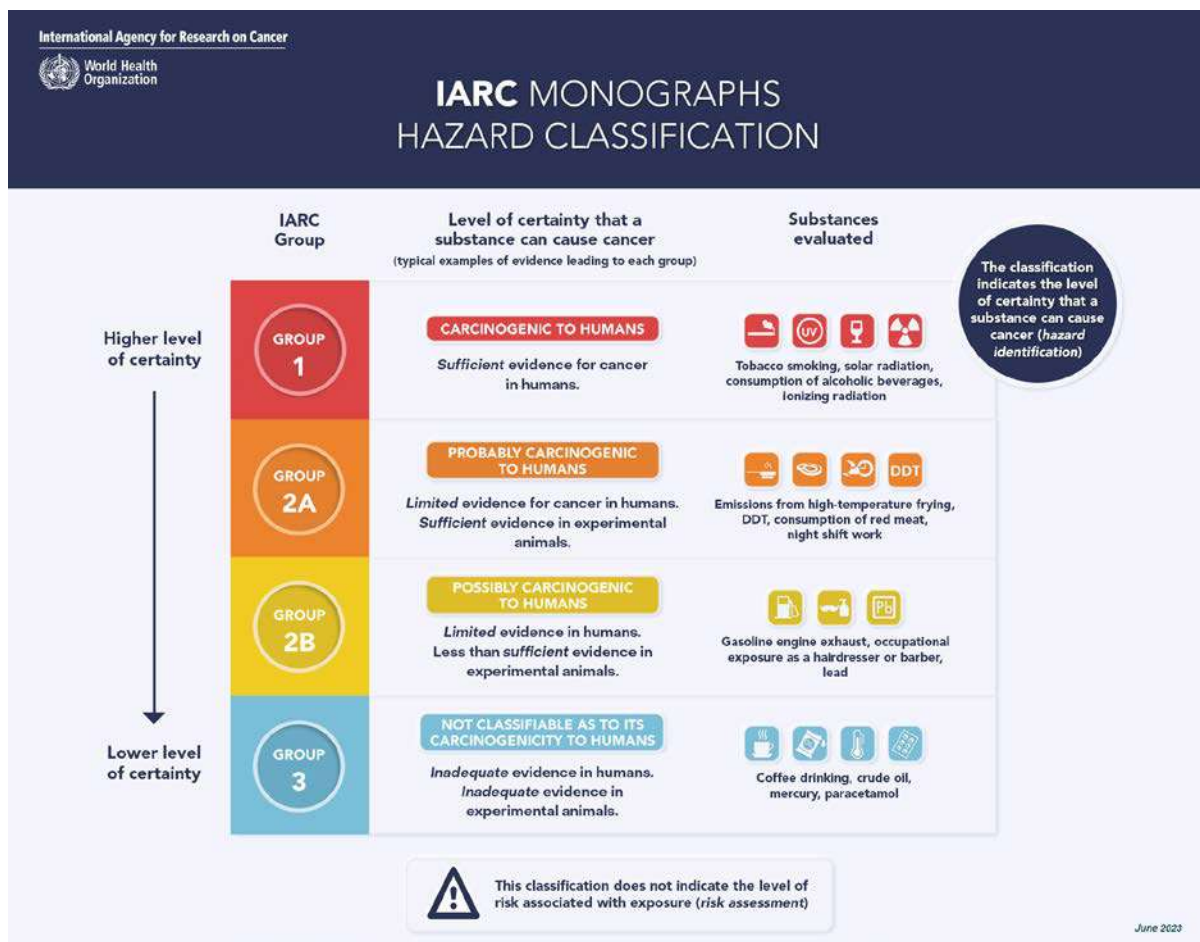 International Agency for Research on Cancer
World Health
Organization
IARC MONOGRAPHS
HAZARD CLASSIFICATION
IARC
Group
Level of certainty that a
substance can cause cancer
(typical examples of evidence leading to each group)
Substances
evaluated
The classification
indicates the level
of certainty that a
substance can cause
cancer (hazard
identification)
Higher level
of certainty
GROUP
1
CARCINOGENIC TO HUMANS
Sufficient evidence for cancer
in humans.
UV
Tobacco smoking, solar radiation,
consumption of alcoholic beverages,
ionizing radiation
GROUP
2A
PROBABLY CARCINOGENIC
TO HUMANS
Limited evidence for cancer in humans.
Sufficient evidence in experimental
animals.
DDT
Emissions from high-temperature frying,
DDT, consumption of red meat,
night shift work
GROUP
2B
POSSIBLY CARCINOGENIC
TO HUMANS
Limited evidence in humans.
Less than sufficient evidence in
experimental animals.
Pb
Gasoline engine exhaust, occupational
exposure as a hairdresser or barber,
lead
Lower level
of certainty
GROUP
3
NOT CLASSIFIABLE AS TO ITS
CARCINOGENICITY TO HUMANS
Inadequate evidence in humans.
Inadequate evidence in
experimental animals.
Coffee drinking, crude oil,
mercury, paracetamol
This classification does not indicate the level of
risk associated with exposure (risk assessment)
June 2023